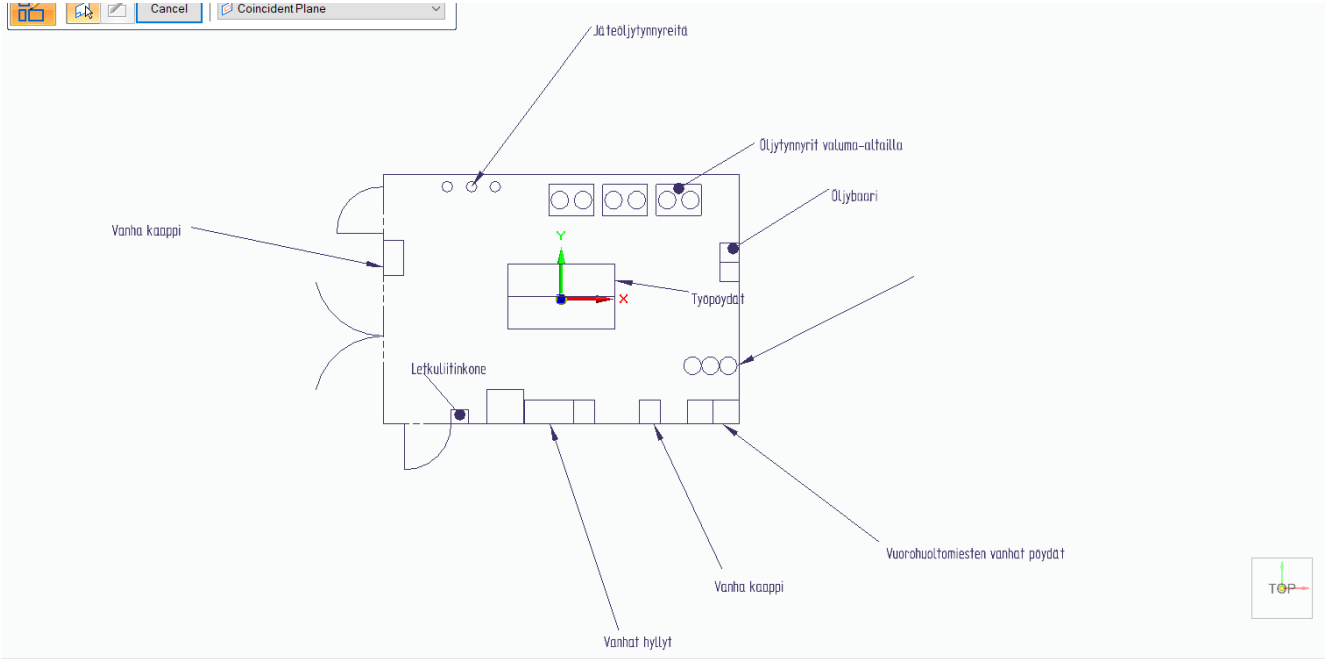 Cancel
Coincident Plane
Jäteöljytynnyreitä
Öljytynnyrit valuma-altailla
Öljybaari
Vanha kaappi
Y
X
Työpöydät
Letkuliitinkone
Vuorohuoltomiesten vanhat pöydät
Vanha kaappi
TOP
Vanhat hyllyt